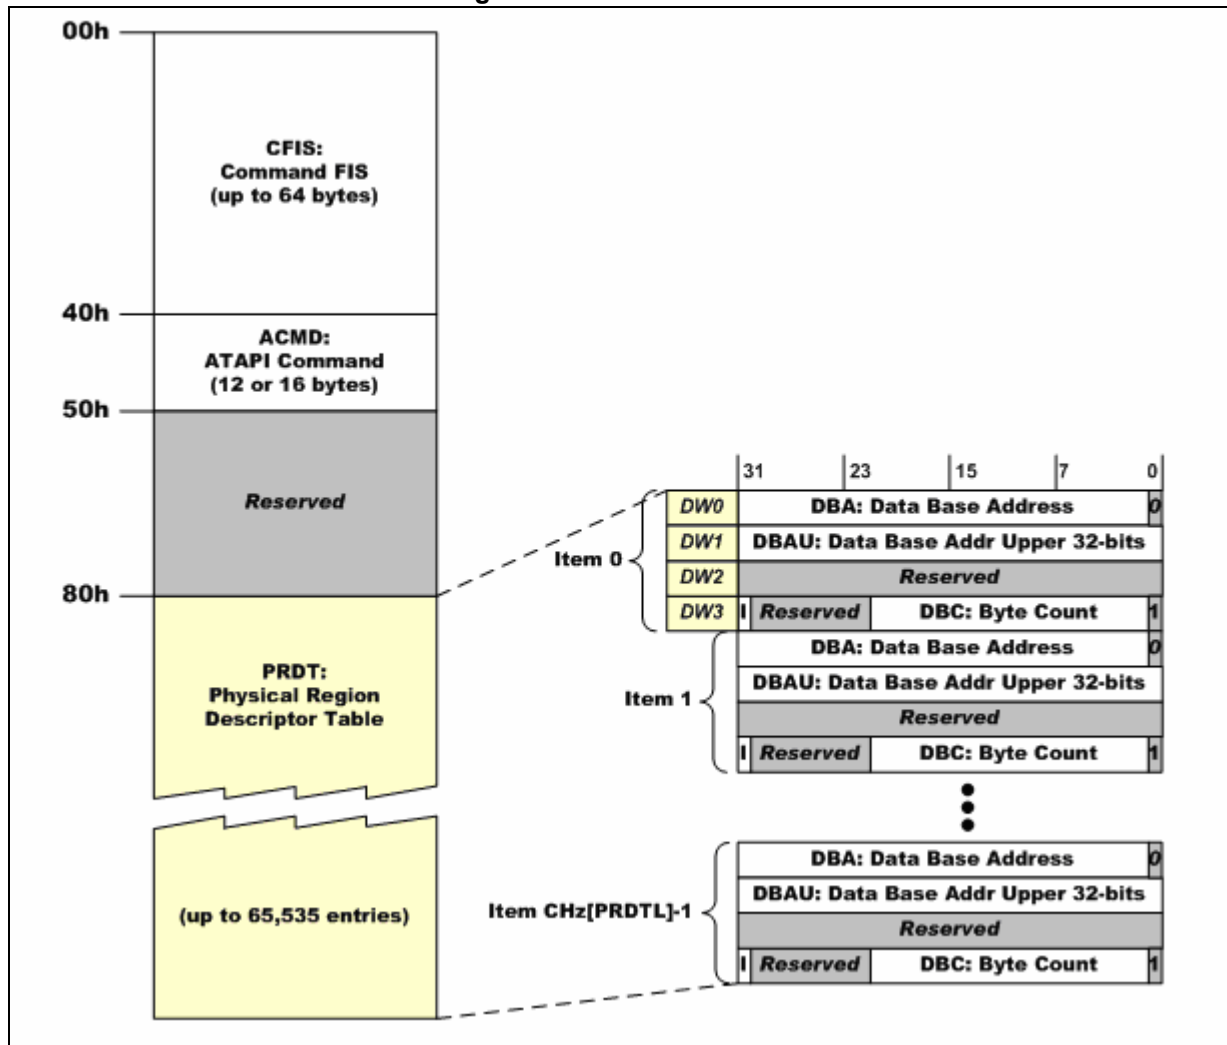 00h
CFIS:
Command FIS
(up to 64 bytes)
40h
ACMD:
ATAPI Command
(12 or 16 bytes)
50h
Reserved
80h
PRDT:
Physical Region
Descriptor Table
(up to 65,535 entries)
31 23 15 7 0
Item 0
DW0 DBA: Data Base Address 0
DW1 DBAU: Data Base Addr Upper 32-bits
DW2 Reserved
DW3 I Reserved DBC: Byte Count 1
Item 1
DBA: Data Base Address 0
DBAU: Data Base Addr Upper 32-bits
Reserved
I Reserved DBC: Byte Count 1
Item CHz[PRDTL]-1
DBA: Data Base Address 0
DBAU: Data Base Addr Upper 32-bits
Reserved
I Reserved DBC: Byte Count 1